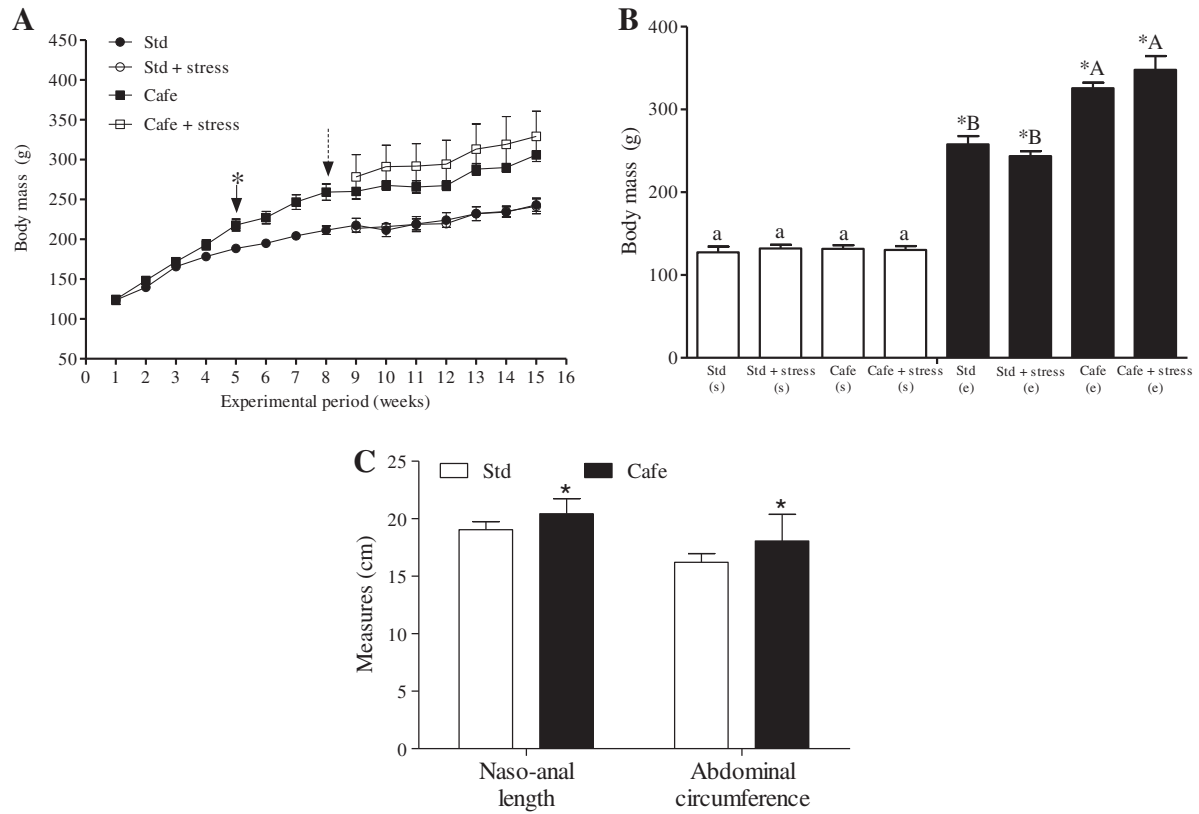 A
Std
Std + stress
Cafe
Cafe + stress
Body mass (g)
450
400
350
300
250
200
150
100
50
*
0 1 2 3 4 5 6 7 8 9 10 11 12 13 14 15 16
Experimental period (weeks)
B
Body mass (g)
400
300
200
100
0
a a a a *B *B *A *A
Std Std + stress Cafe Cafe + stress Std Std + stress Cafe Cafe + stress
(s) (s) (s) (s) (e) (e) (e) (e)
C
Std Cafe
Measures (cm)
25
20
15
10
5
0
* *
Naso-anal Abdominal
length circumference